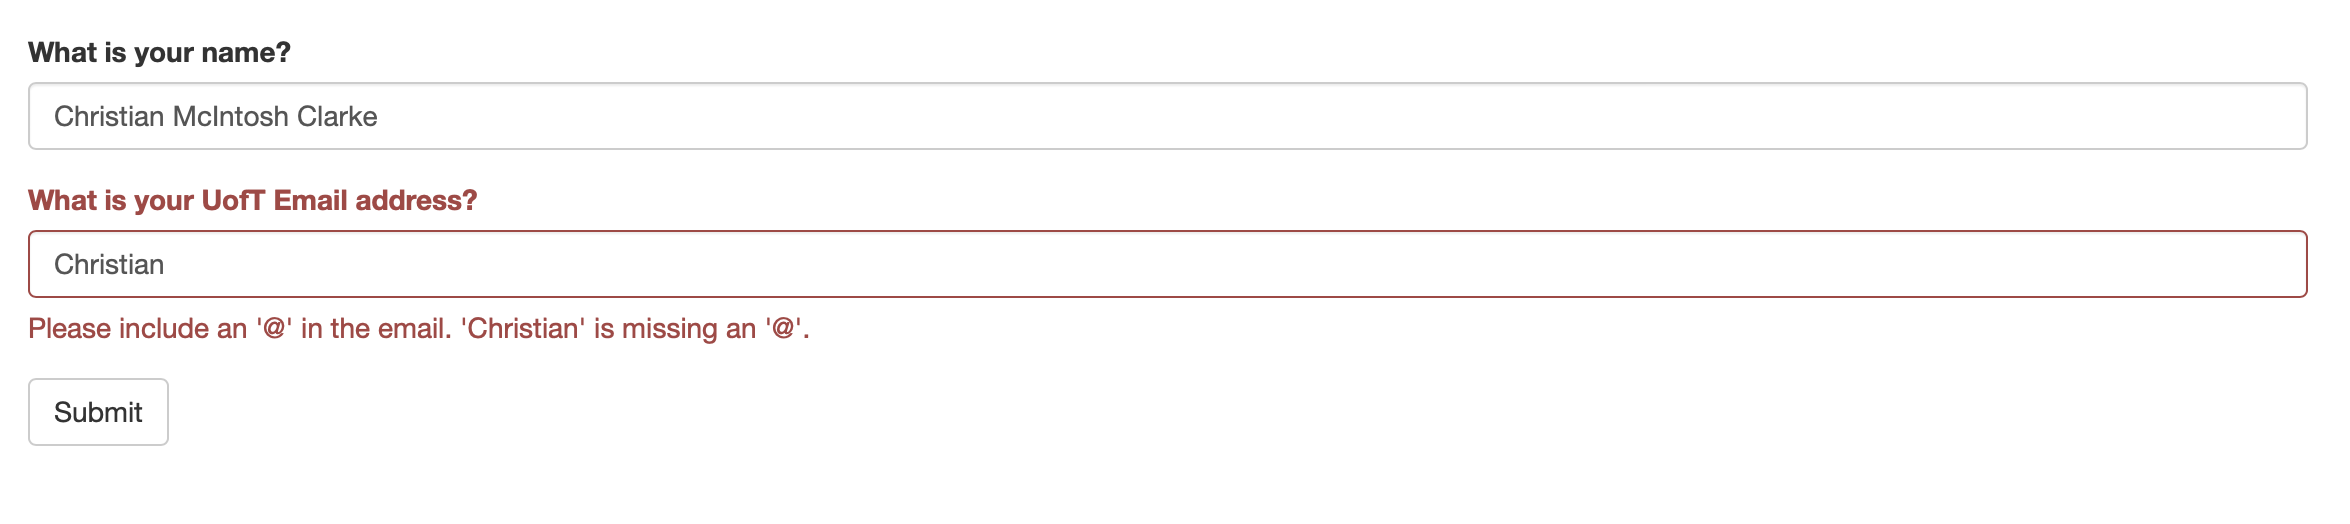 What is your name?
Christian McIntosh Clarke
What is your UofT Email address?
Christian
Please include an '@' in the email. 'Christian' is missing an '@'.
Submit